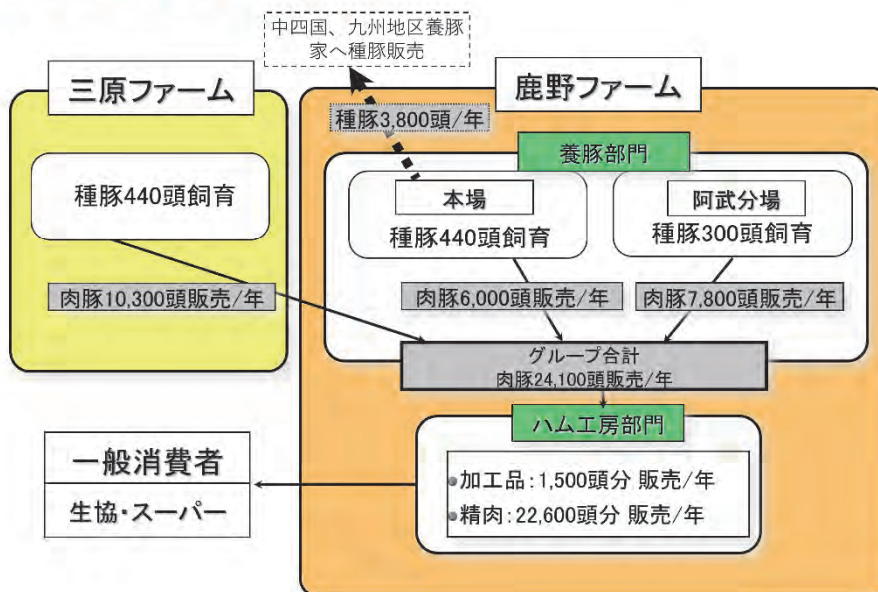 中四国、九州地区養豚
家へ種豚販売
三原ファーム
鹿野ファーム
種豚3,800頭/年
養豚部門
種豚440頭飼育
本場
種豚440頭飼育
阿武分場
種豚300頭飼育
肉豚10,300頭販売/年
肉豚6,000頭販売/年
肉豚7,800頭販売/年
グループ合計
肉豚24,100頭販売/年
ハム工房部門
一般消費者
生協・スーパー
●加工品：1,500頭分 販売/年
●精肉：22,600頭分 販売/年